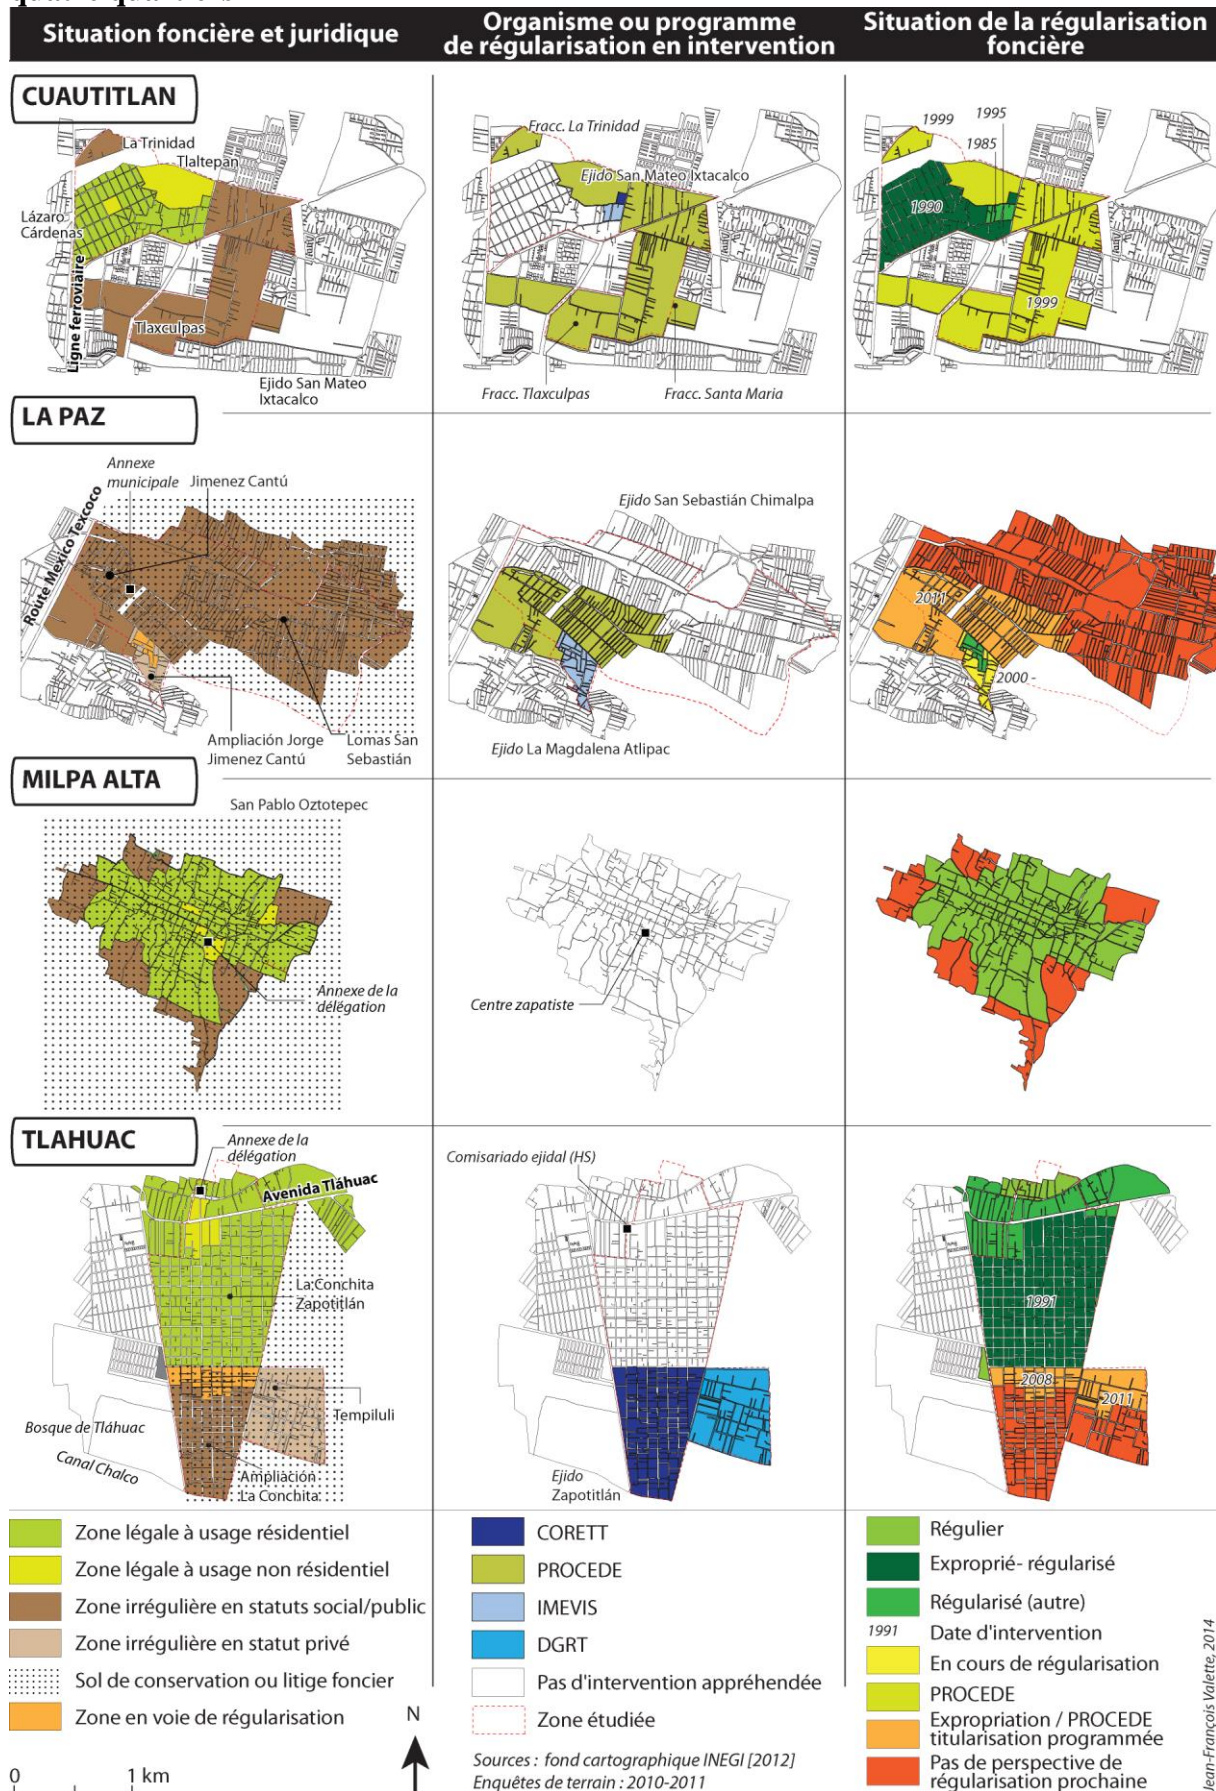 Situation foncière et juridique
Organisme ou programme
de régularisation en intervention
Situation de la régularisation
foncière
CUAUTITLAN
La Trinidad
Tlaltepan
Lázaro
Cárdenas
Ligne ferroviaire
Tlaxculpas
Ejido San Mateo
Ixtacalco
Fracc. La Trinidad
Ejido San Mateo Ixtacalco
Fracc. Tlaxculpas
Fracc. Santa Maria
1999
1995
1985
1990
1999
LA PAZ
Annexe
municipale
Jimenez Cantú
Route Mexico Texcoco
Ampliación Jorge
Jimenez Cantú
Lomas San
Sebastián
Ejido San Sebastián Chimalpa
Ejido La Magdalena Atlipac
2011
2000 -
MILPA ALTA
San Pablo Oztotepec
Annexe de la
délégation
Centre zapatiste
TLAHUAC
Annexe de la
délégation
Avenida Tláhuac
La Conchita
Zapotitlán
Tempiluli
Bosque de Tláhuac
Canal Chalco
Ampliación
La Conchita
Comisariado ejidal (HS)
Ejido
Zapotitlán
1991
2008
2011
Zone légale à usage résidentiel
Zone légale à usage non résidentiel
Zone irrégulière en statuts social/public
Zone irrégulière en statut privé
Sol de conservation ou litige foncier
Zone en voie de régularisation
0 1 km
N
CORETT
PROCEDE
IMEVIS
DGRT
Pas d'intervention appréhendée
Zone étudiée
Sources : fond cartographique INEGI [2012]
Enquêtes de terrain : 2010-2011
Régulier
Exproprié- régularisé
Régularisé (autre)
1991 Date d'intervention
En cours de régularisation
PROCEDE
Expropriation / PROCEDE
titularisation programmée
Pas de perspective de
régularisation prochaine
Jean-François Valette, 2014